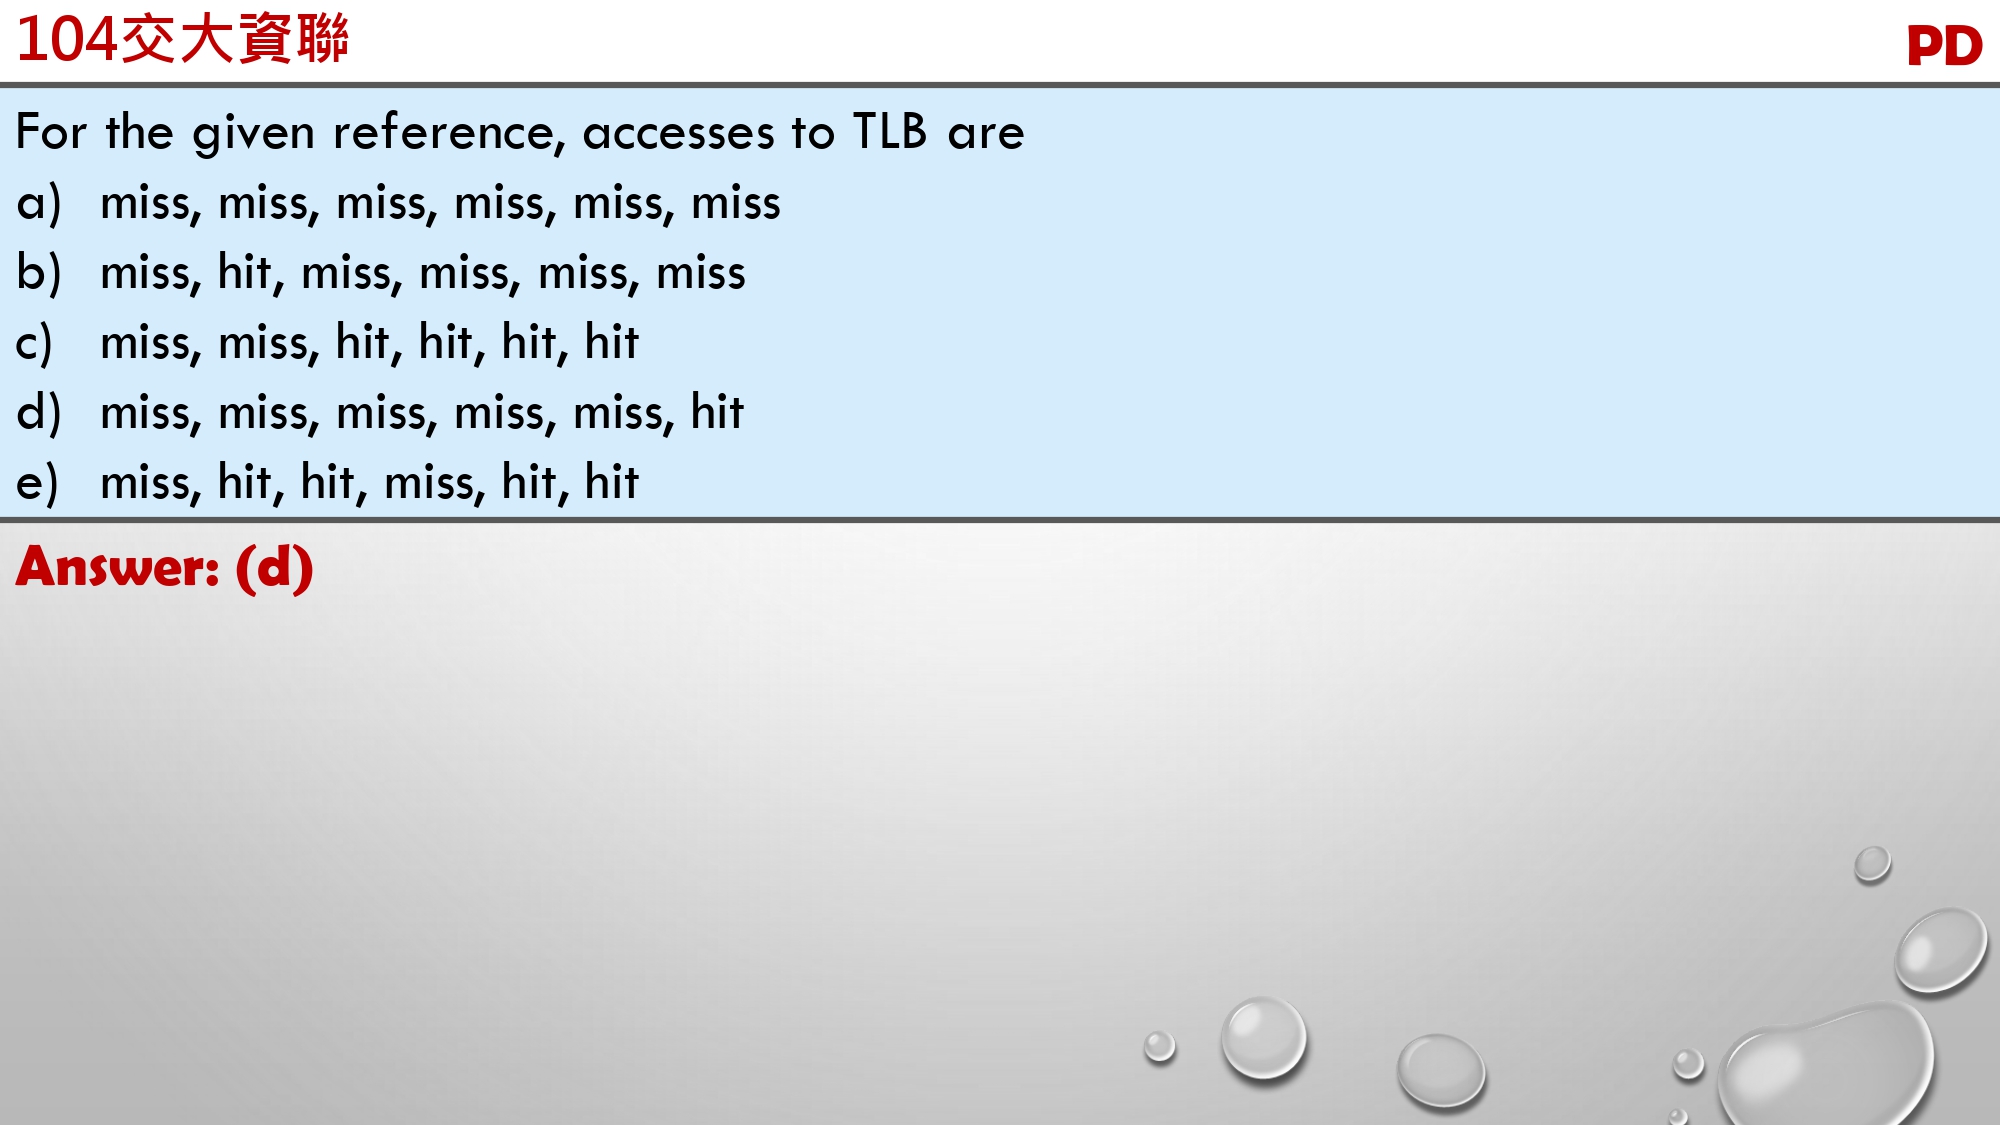 104交大資聯
PD
For the given reference, accesses to TLB are
a) miss, miss, miss, miss, miss, miss
b) miss, hit, miss, miss, miss, miss
c) miss, miss, hit, hit, hit, hit
d) miss, miss, miss, miss, miss, hit
e) miss, hit, hit, miss, hit, hit
Answer: (d)